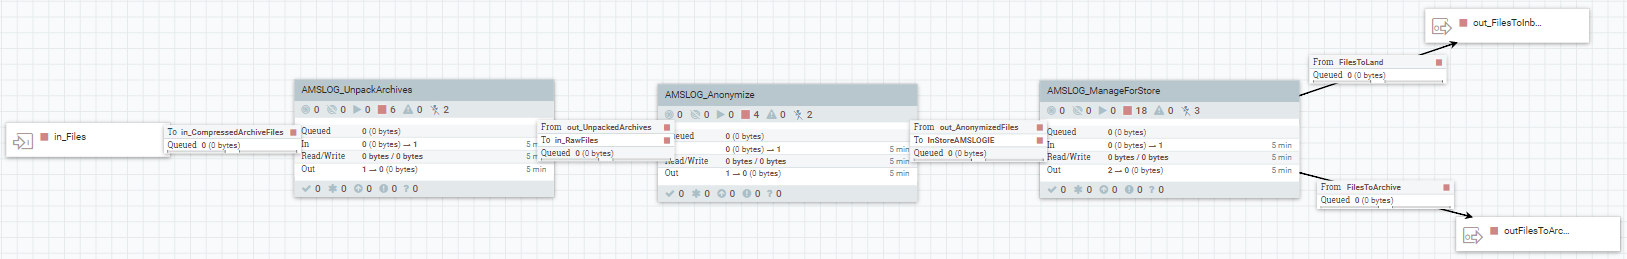 in_Files
To in_CompressedArchiveFiles
Queued 0 (0 bytes)
AMSLOG_UnpackArchives
0 0 0 6 0 2
Queued 0 (0 bytes)
In 0 (0 bytes) → 1 5 m
Read/Write 0 bytes / 0 bytes 5 min
Out 1 → 0 (0 bytes) 5 min
0 0 0 0 ? 0
From out_UnpackedArchives
To in_RawFiles
Queued 0 (0 bytes)
AMSLOG_Anonymize
0 0 0 4 0 2
ueued 0 (0 bytes)
0 (0 bytes) → 1 5 min
Read/Write 0 bytes / 0 bytes 5 min
Out 1 → 0 (0 bytes) 5 min
0 0 0 0 ? 0
From out_AnonymizedFiles
To InStoreAMSLOGIE
Queued 0 (0 bytes)
AMSLOG_ManageForStore
0 0 0 18 0 3
Queued 0 (0 bytes)
In 0 (0 bytes) → 1 5 min
Read/Write 0 bytes / 0 bytes 5 min
Out 2 → 0 (0 bytes) 5 min
0 0 0 0 ? 0
From FilesToLand
Queued 0 (0 bytes)
out_FilesToInb...
From FilesToArchive
Queued 0 (0 bytes)
outFilesToArc...